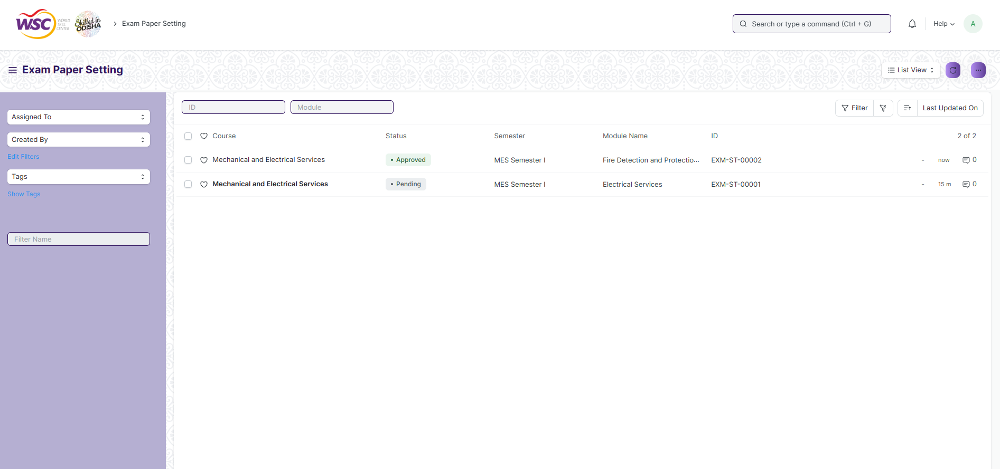 WSC WORLD SKILL CENTER
Skilled in ODISHA
Exam Paper Setting
Search or type a command (Ctrl + G)
Help
A
Exam Paper Setting
List View
Assigned To
Created By
Edit Filters
Tags
Show Tags
Filter Name
ID
Module
Filter
Last Updated On
Course Status Semester Module Name ID 2 of 2
Mechanical and Electrical Services • Approved MES Semester I Fire Detection and Protectio... EXM-ST-00002 - now 0
Mechanical and Electrical Services • Pending MES Semester I Electrical Services EXM-ST-00001 - 15 m 0